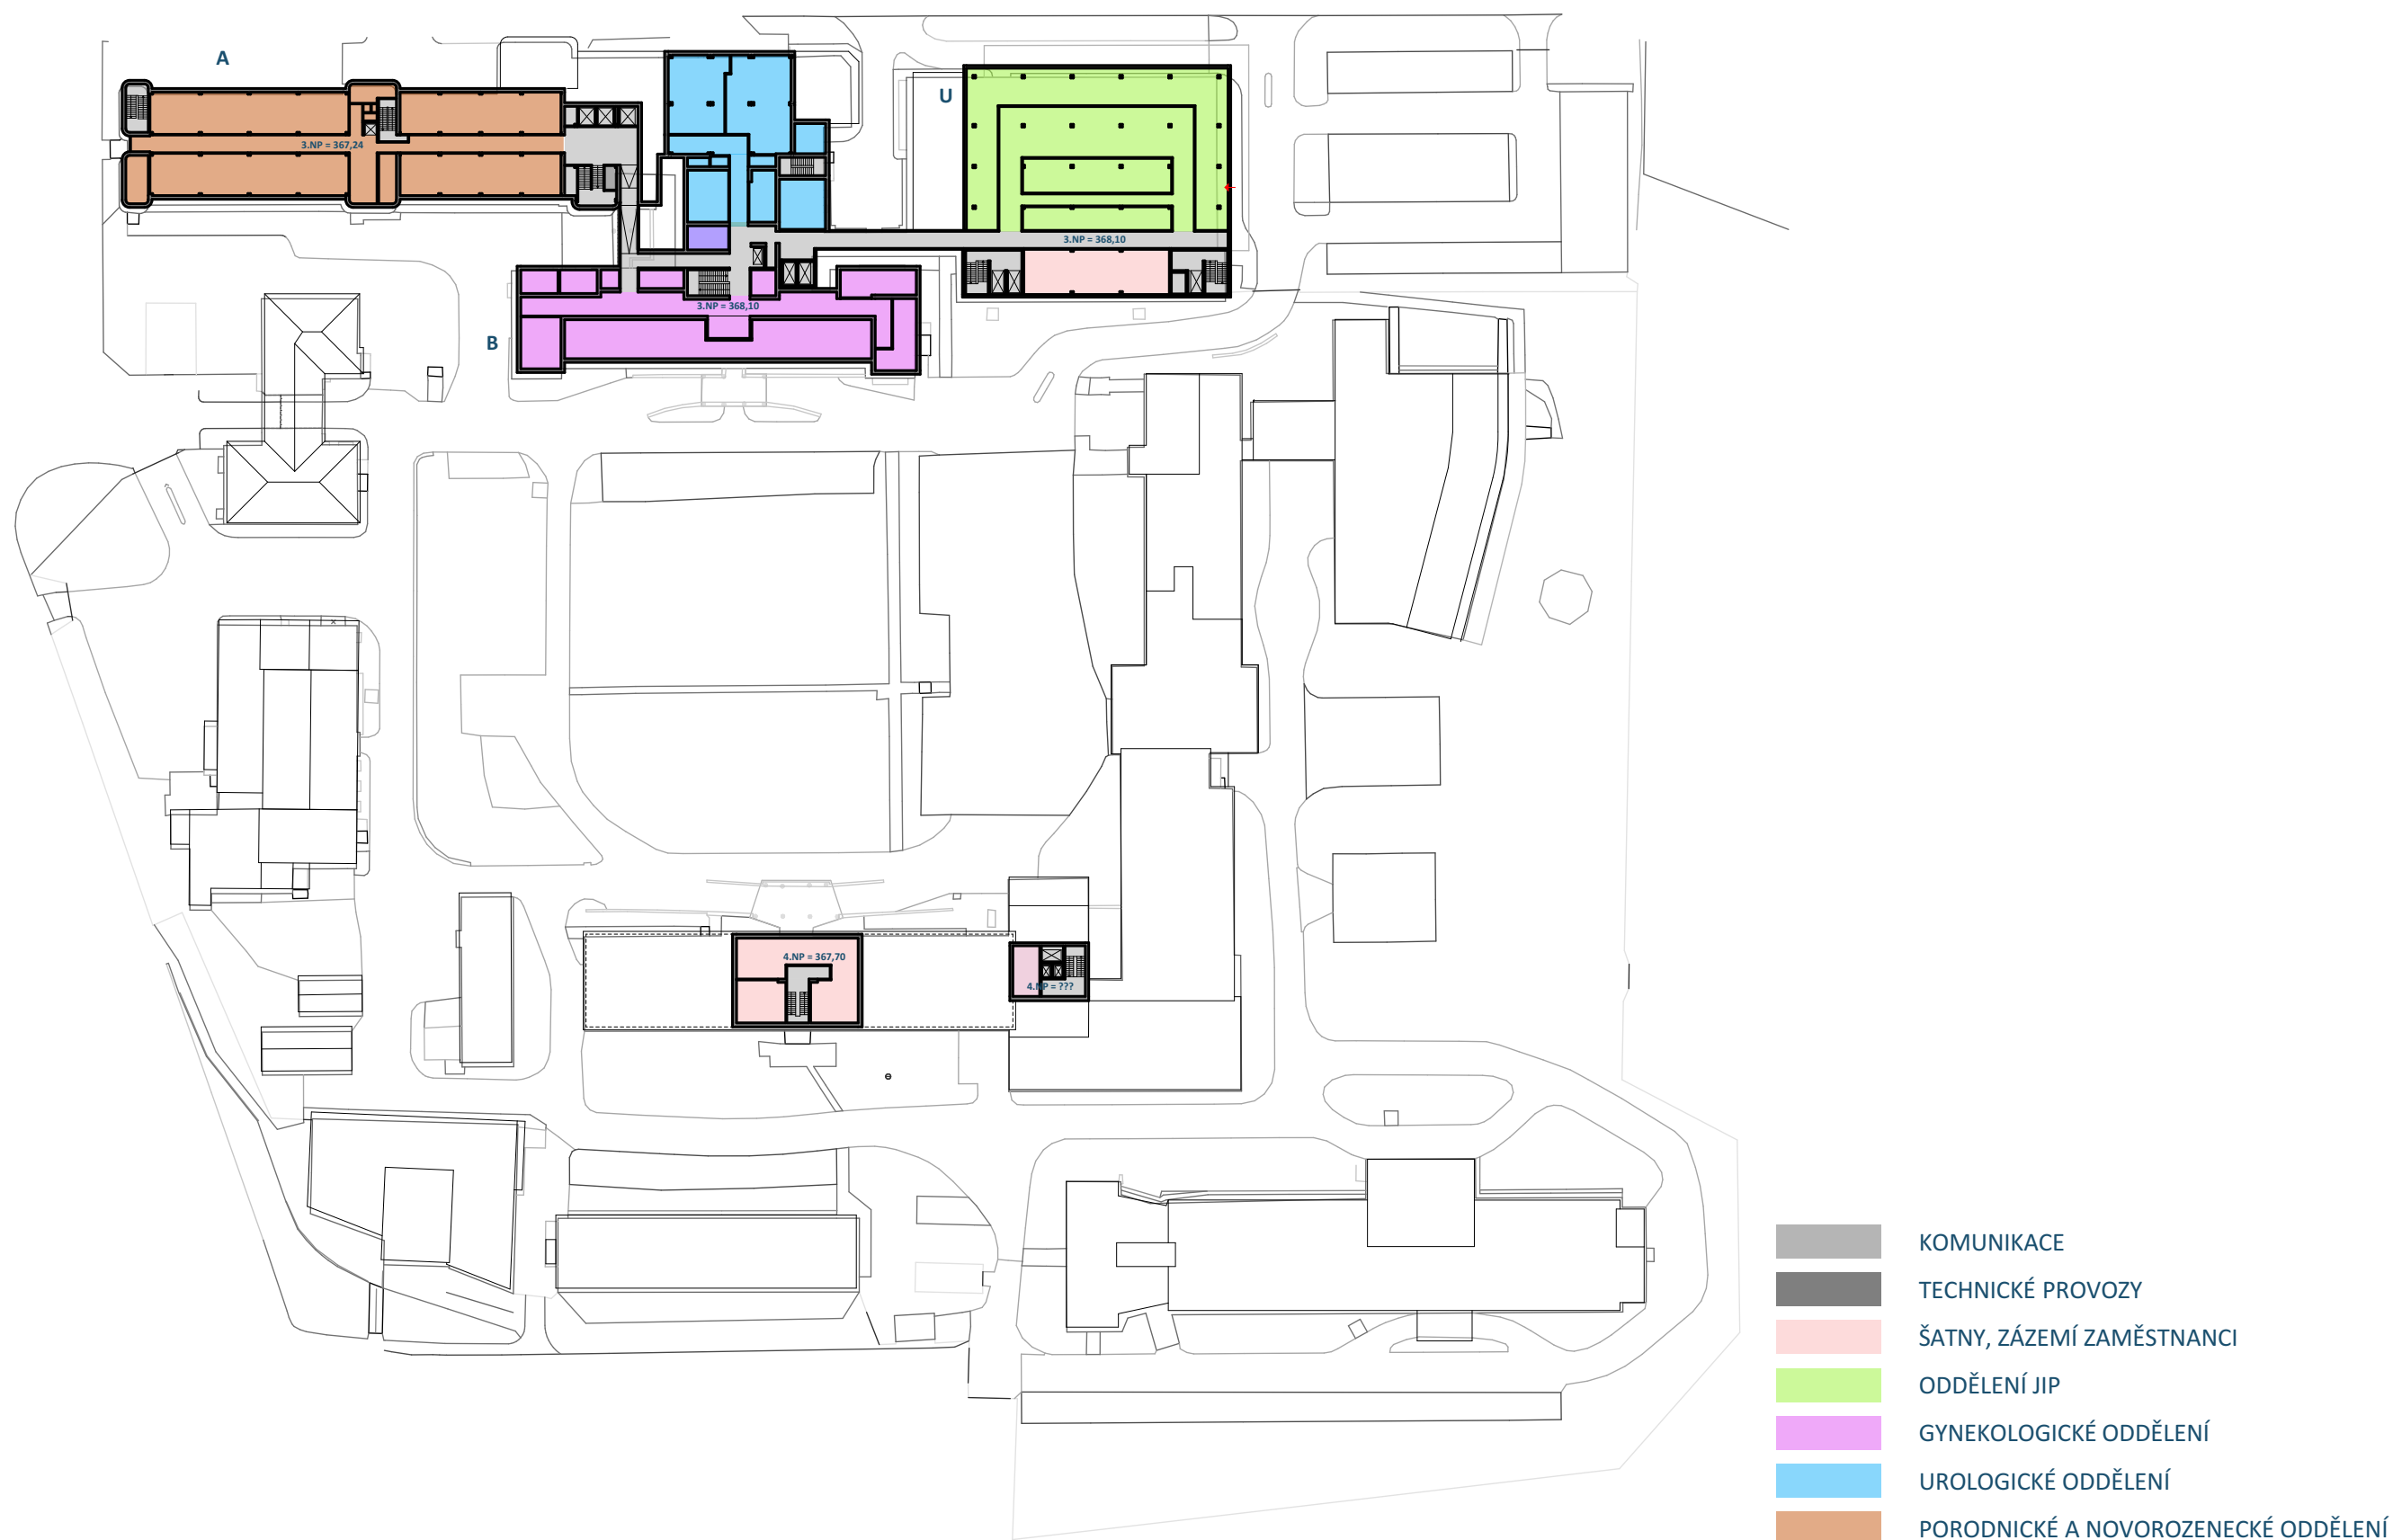 A
U
3.NP = 367,24
3.NP = 368,10
3.NP = 368,10
B
4.NP = 367,70
4.NP = ???
KOMUNIKACE
TECHNICKÉ PROVOZY
ŠATNY, ZÁZEMÍ ZAMĚSTNANCI
ODDĚLENÍ JIP
GYNEKOLOGICKÉ ODDĚLENÍ
UROLOGICKÉ ODDĚLENÍ
PORODNICKÉ A NOVOROZENECKÉ ODDĚLENÍ